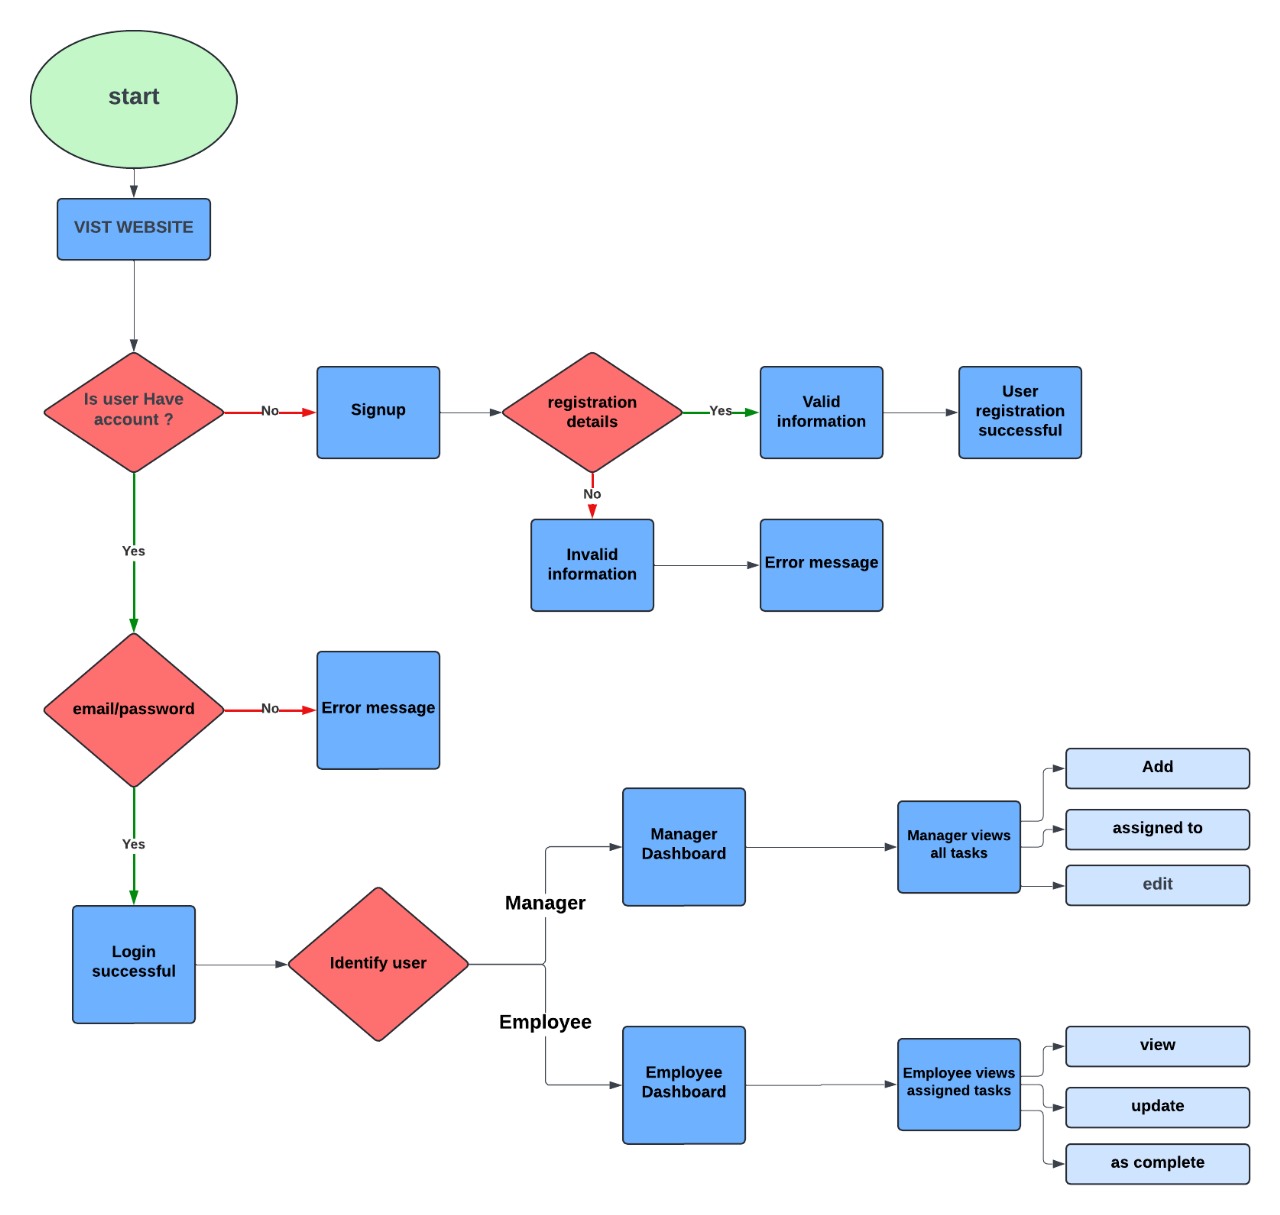 start
VIST WEBSITE
Is user Have
account ?
No
Signup
registration
details
Yes
Valid
information
User
registration
successful
No
Invalid
information
Error message
Yes
email/password
No
Error message
Yes
Login
successful
Identify user
Manager
Manager
Dashboard
Manager views
all tasks
Add
assigned to
edit
Employee
Employee
Dashboard
Employee views
assigned tasks
view
update
as complete